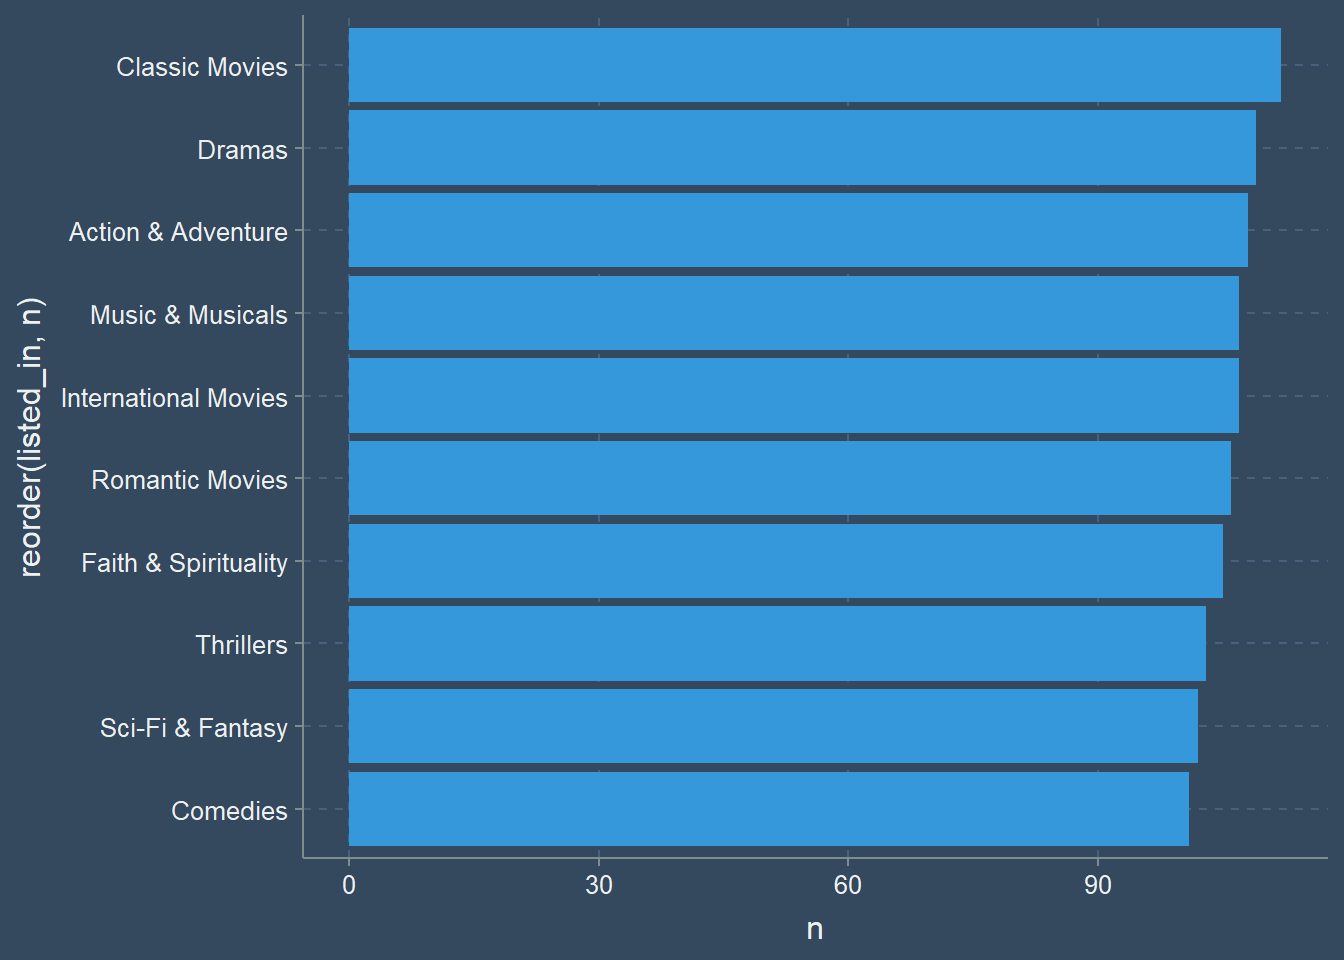 Classic Movies
Dramas
Action & Adventure
Music & Musicals
International Movies
Romantic Movies
Faith & Spirituality
Thrillers
Sci-Fi & Fantasy
Comedies
reorder(listed_in, n)
0 30 60 90
n